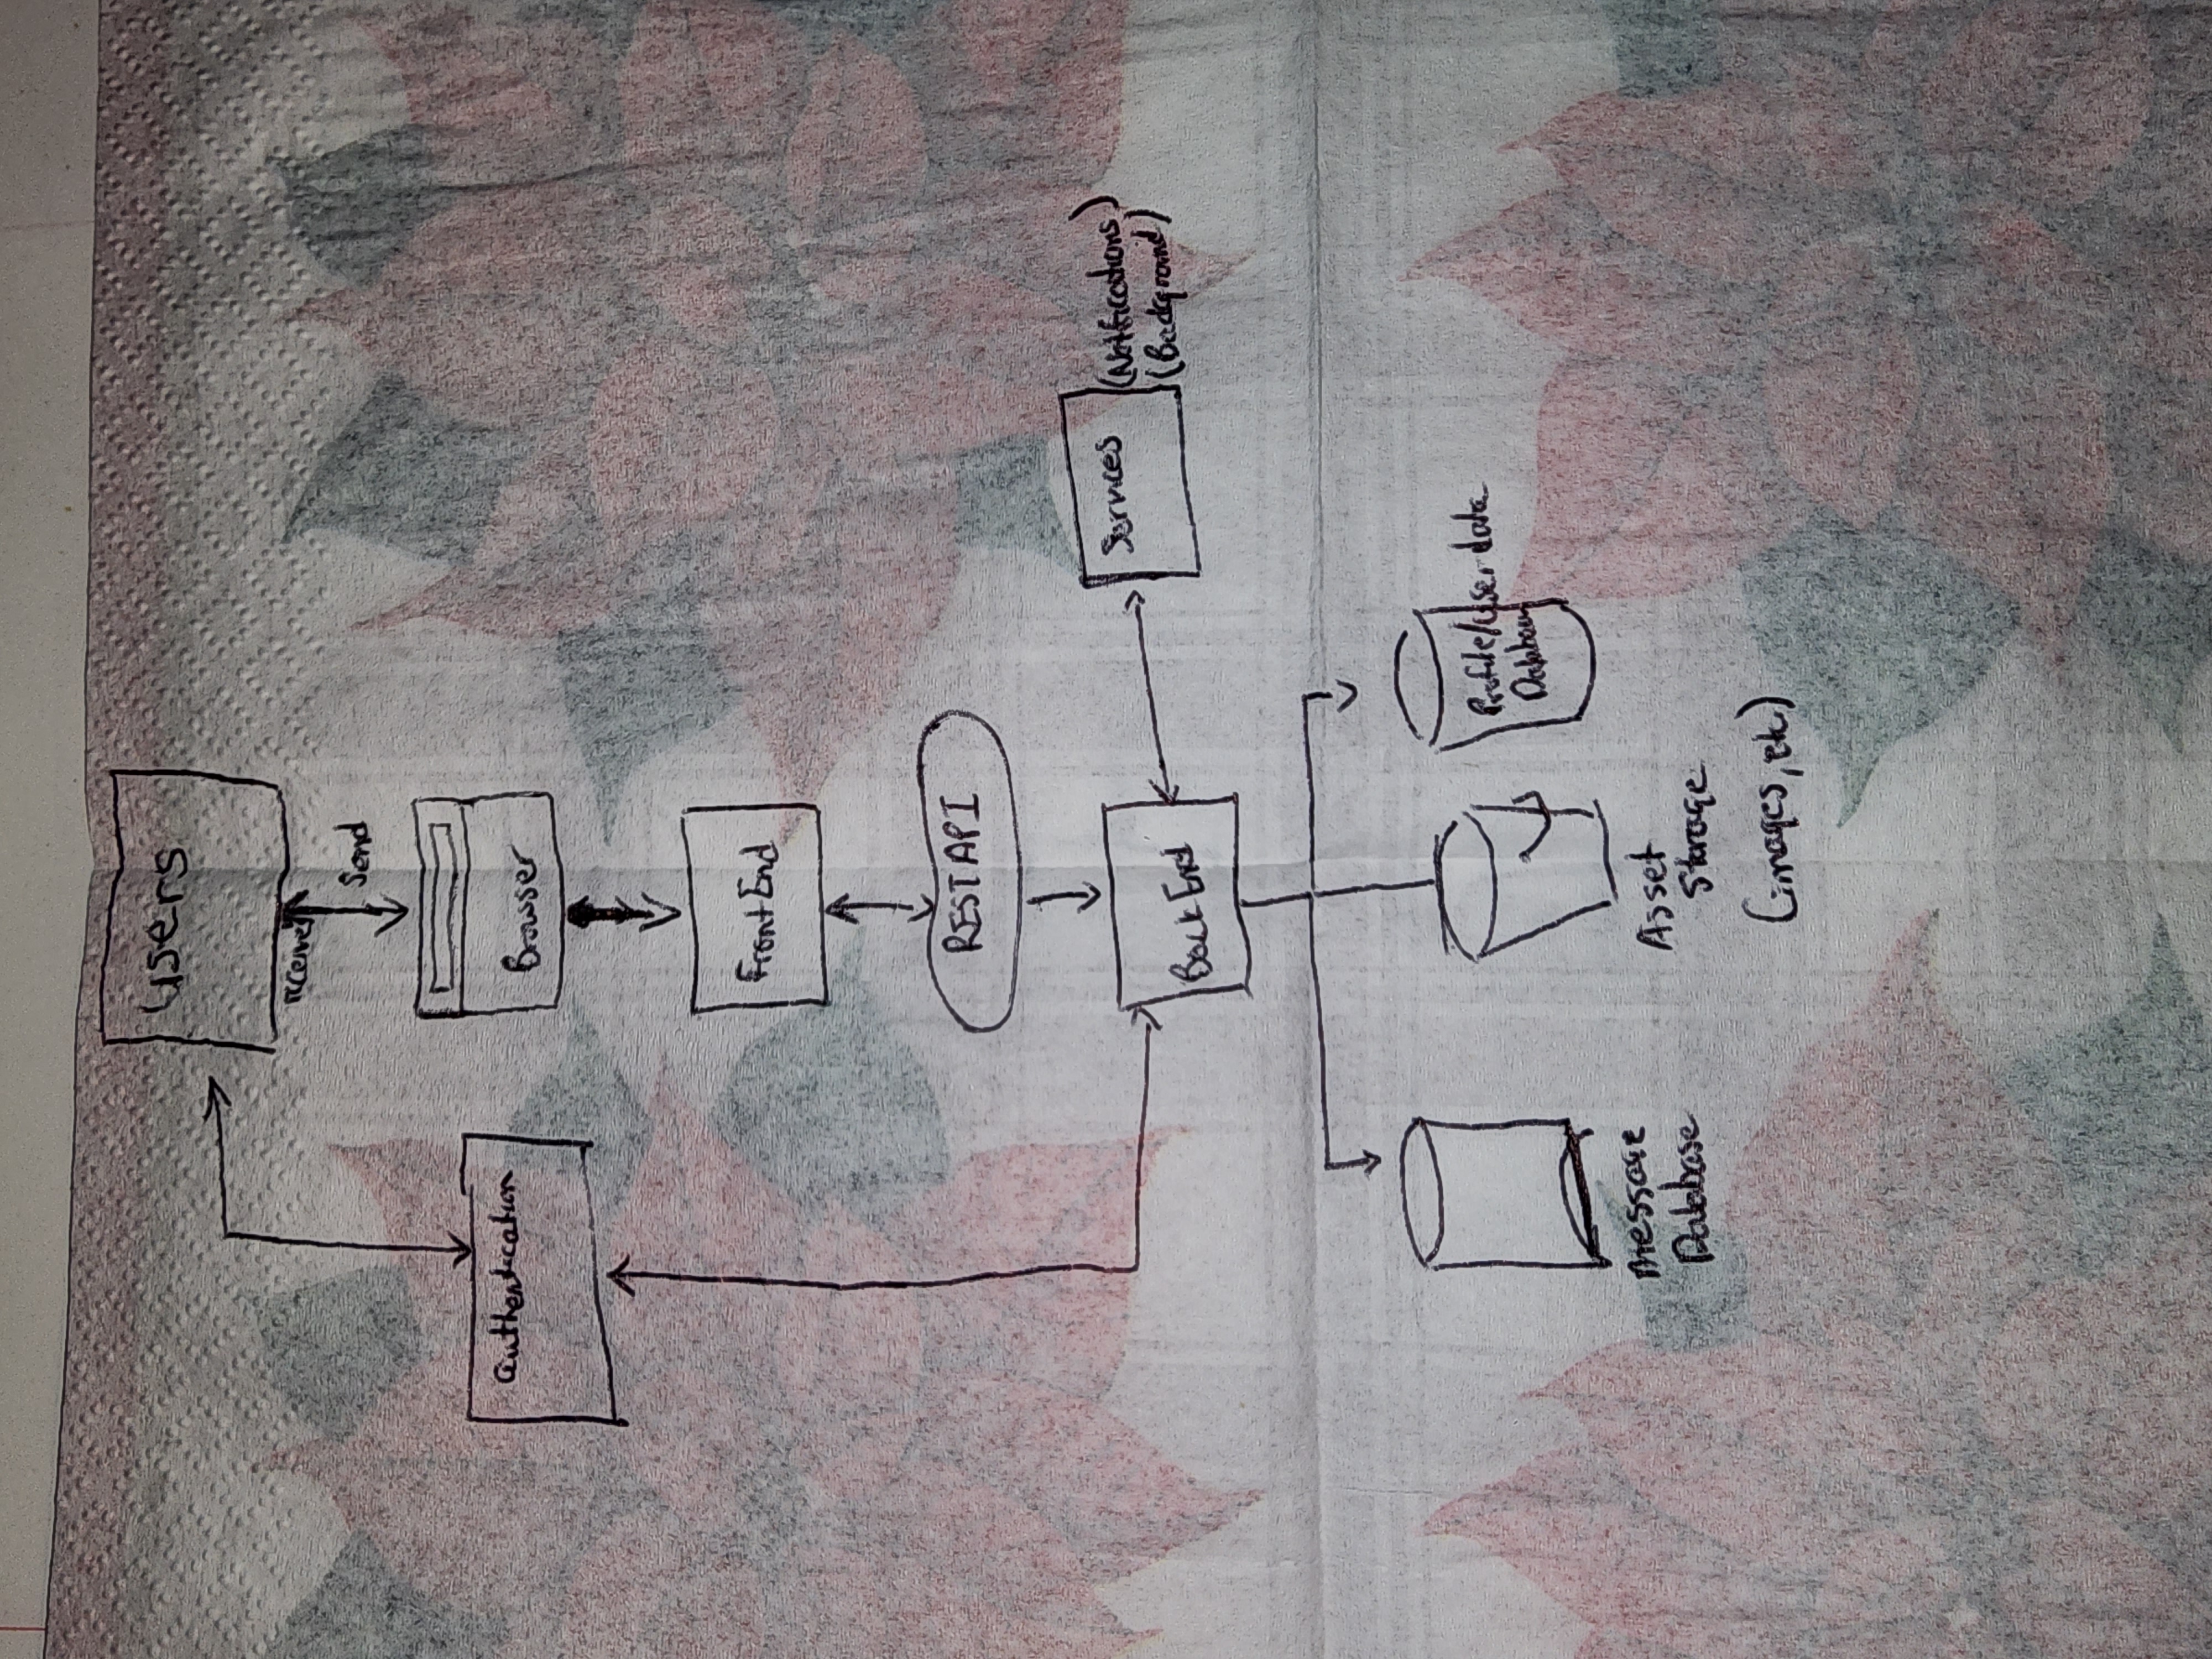 users
receive
Send
authentication
Browser
Front End
REST API
Services
(Notifications)
(Background)
Back End
Profile/user data
Database
Message
Database
Asset
Storage
(images, etc)